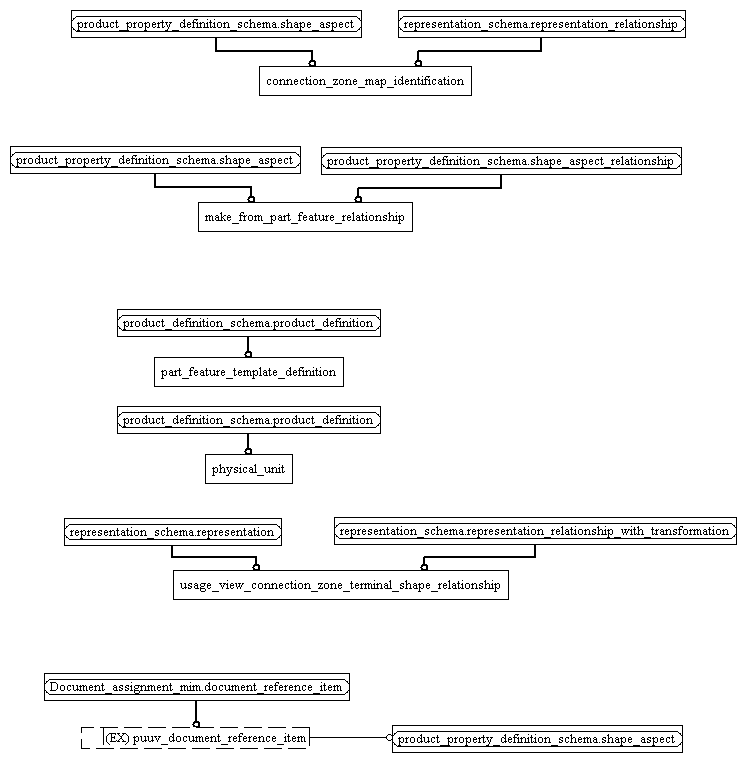 product_property_definition_schema.shape_aspect
representation_schema.representation_relationship
connection_zone_map_identification
product_property_definition_schema.shape_aspect
product_property_definition_schema.shape_aspect_relationship
make_from_part_feature_relationship
product_definition_schema.product_definition
part_feature_template_definition
product_definition_schema.product_definition
physical_unit
representation_schema.representation
representation_schema.representation_relationship_with_transformation
usage_view_connection_zone_terminal_shape_relationship
Document_assignment_mim.document_reference_item
(EX) puuv_document_reference_item
product_property_definition_schema.shape_aspect